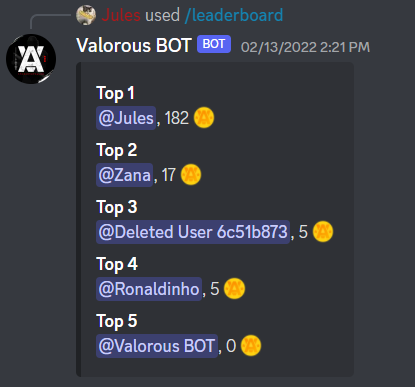 Jules used /leaderboard
Valorous BOT BOT 02/13/2022 2:21 PM
Top 1
@Jules, 182
Top 2
@Zana, 17
Top 3
@Deleted User 6c51b873, 5
Top 4
@Ronaldinho, 5
Top 5
@Valorous BOT, 0